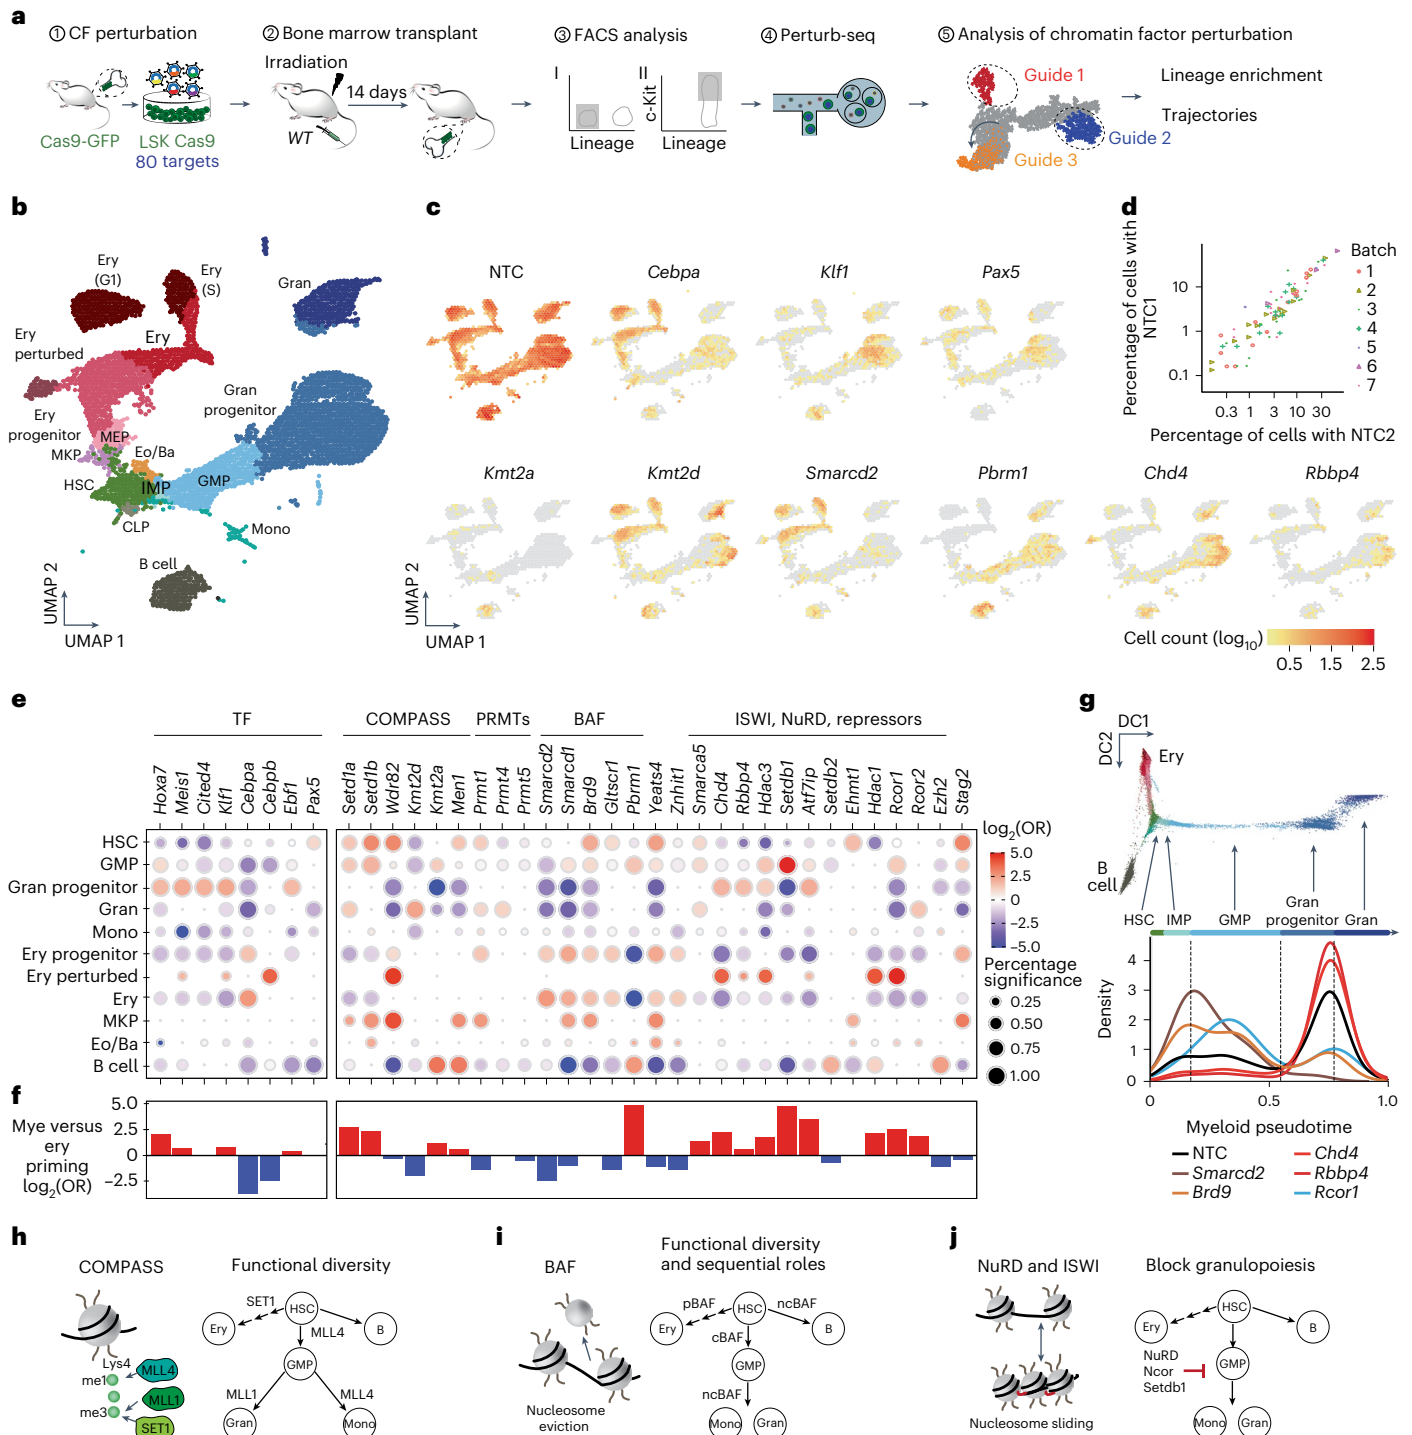 a
① CF perturbation
② Bone marrow transplant
③ FACS analysis
④ Perturb-seq
⑤ Analysis of chromatin factor perturbation
Irradiation
14 days
WT
Cas9-GFP
LSK Cas9
80 targets
I
II
c-Kit
Lineage
Lineage
Guide 1
Guide 2
Guide 3
Lineage enrichment
Trajectories
b
Ery
(G1)
Ery
(S)
Gran
Ery
perturbed
Ery
Gran
progenitor
Ery
progenitor
MEP
MKP
Eo/Ba
HSC
IMP
GMP
CLP
Mono
B cell
UMAP 2
UMAP 1
c
NTC
Cebpa
Klf1
Pax5
Kmt2a
Kmt2d
Smarcd2
Pbrm1
Chd4
Rbbp4
UMAP 2
UMAP 1
Cell count (log10)
0.5 1.5 2.5
d
Percentage of cells with
NTC1
10
1
0.1
0.3 1 3 10 30
Percentage of cells with NTC2
Batch
1
2
3
4
5
6
7
e
TF
COMPASS
PRMTs
BAF
ISWI, NuRD, repressors
Hoxa7
Meis1
Cited4
Klf1
Cebpa
Cebpb
Ebf1
Pax5
Setd1a
Setd1b
Wdr82
Kmt2d
Kmt2a
Men1
Prmt1
Prmt4
Prmt5
Smarcd2
Smarcd1
Brd9
Gltscr1
Pbrm1
Yeats4
Znhit1
Smarca5
Chd4
Rbbp4
Hdac3
Setdb1
Atf7ip
Setdb2
Ehmt1
Hdac1
Rcor1
Rcor2
Ezh2
Stag2
HSC
GMP
Gran progenitor
Gran
Mono
Ery progenitor
Ery perturbed
Ery
MKP
Eo/Ba
B cell
log2(OR)
5.0
2.5
0
−2.5
−5.0
Percentage
significance
0.25
0.50
0.75
1.00
f
Mye versus
ery
priming
log2(OR)
5.0
2.5
0
−2.5
g
DC1
DC2
Ery
B
cell
HSC
IMP
GMP
Gran
progenitor
Gran
Density
4
3
2
1
0
0 0.5 1.0
Myeloid pseudotime
NTC
Smarcd2
Brd9
Chd4
Rbbp4
Rcor1
h
COMPASS
Functional diversity
Lys4
me1
me3
MLL4
MLL1
SET1
SET1
HSC
Ery
B
MLL4
GMP
MLL1
MLL4
Gran
Mono
i
BAF
Functional diversity
and sequential roles
Nucleosome
eviction
pBAF
HSC
ncBAF
Ery
B
cBAF
GMP
ncBAF
Mono
Gran
j
NuRD and ISWI
Block granulopoiesis
Nucleosome sliding
HSC
Ery
B
NuRD
Ncor
Setdb1
GMP
Mono
Gran